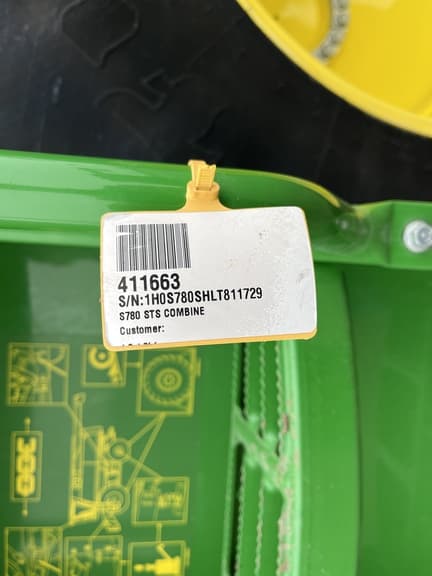 411663
S/N:1H0S780SHLT811729
S780 STS COMBINE
Customer: